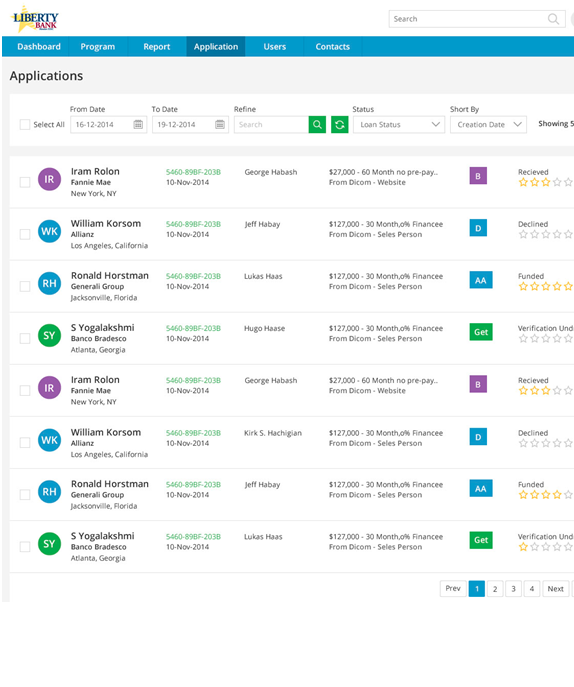 LIBERTY
BANK
Search
Dashboard Program Report Application Users Contacts
Applications
From Date To Date Refine Status Short By
Select All 16-12-2014 19-12-2014 Search Loan Status Creation Date Showing
IR Iram Rolon 5460-89BF-203B George Habash $27,000 - 60 Month no pre-pay.. B Recieved
Fannie Mae 10-Nov-2014 From Dicom - Website
New York, NY
WK William Korsom 5460-89BF-203B Jeff Habay $127,000 - 30 Month,o% Financee D Declined
Allianz 10-Nov-2014 From Dicom - Seles Person
Los Angeles, California
RH Ronald Horstman 5460-89BF-203B Lukas Haas $127,000 - 30 Month,o% Financee AA Funded
Generali Group 10-Nov-2014 From Dicom - Seles Person
Jacksonville, Florida
SY S Yogalakshmi 5460-89BF-203B Hugo Haase $127,000 - 30 Month,o% Financee Get Verification Und
Banco Bradesco 10-Nov-2014 From Dicom - Seles Person
Atlanta, Georgia
IR Iram Rolon 5460-89BF-203B George Habash $27,000 - 60 Month no pre-pay.. B Recieved
Fannie Mae 10-Nov-2014 From Dicom - Website
New York, NY
WK William Korsom 5460-89BF-203B Kirk S. Hachigian $127,000 - 30 Month,o% Financee D Declined
Allianz 10-Nov-2014 From Dicom - Seles Person
Los Angeles, California
RH Ronald Horstman 5460-89BF-203B Jeff Habay $127,000 - 30 Month,o% Financee AA Funded
Generali Group 10-Nov-2014 From Dicom - Seles Person
Jacksonville, Florida
SY S Yogalakshmi 5460-89BF-203B Lukas Haas $127,000 - 30 Month,o% Financee Get Verification Und
Banco Bradesco 10-Nov-2014 From Dicom - Seles Person
Atlanta, Georgia
Prev 1 2 3 4 Next